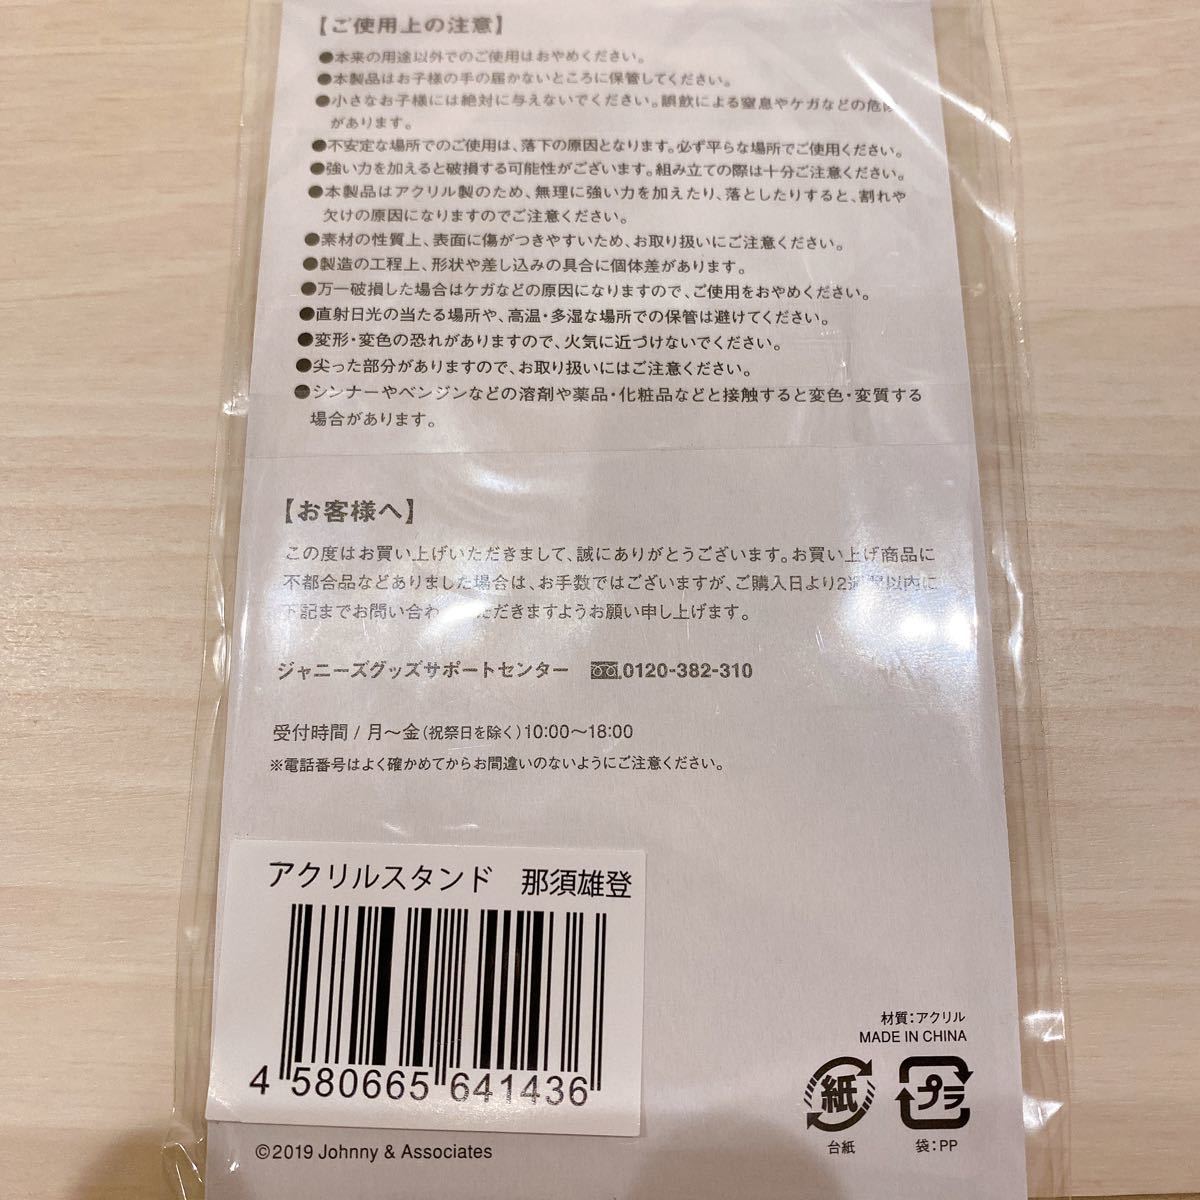 【ご使用上の注意】
●本来の用途以外でのご使用はおやめください。
●本製品はお子様の手の届かないところに保管してください。
●小さなお子様には絶対に与えないでください。誤飲による窒息やケガなどの危険
があります。
●不安定な場所でのご使用は、落下の原因となります。必ず平らな場所でご使用ください。
●強い力を加えると破損する可能性がございます。組み立ての際は十分ご注意ください。
●本製品はアクリル製のため、無理に強い力を加えたり、落としたりすると、割れや
欠けの原因になりますのでご注意ください。
●素材の性質上、表面に傷がつきやすいため、お取り扱いにご注意ください。
●製造の工程上、形状や差し込みの具合に個体差があります。
●万一破損した場合はケガなどの原因になりますので、ご使用をおやめください。
●直射日光の当たる場所や、高温・多湿な場所での保管は避けてください。
●変形・変色の恐れがありますので、火気に近づけないでください。
●尖った部分がありますので、お取り扱いにはご注意ください。
●シンナーやベンジンなどの溶剤や薬品・化粧品などと接触すると変色・変質する
場合があります。
【お客様へ】
この度はお買い上げいただきまして、誠にありがとうございます。お買い上げ商品に
不都合品などありました場合は、お手数ではございますが、ご購入日より2週間以内に
下記までお問い合わせいただきますようお願い申し上げます。
ジャニーズグッズサポートセンター 0120-382-310
受付時間 / 月〜金(祝祭日を除く)10:00〜18:00
※電話番号はよく確かめてからお間違いのないようにご注意ください。
アクリルスタンド 那須雄登
4 580665 641436
材質:アクリル
MADE IN CHINA
紙 プラ
台紙 袋:PP
©2019 Johnny & Associates